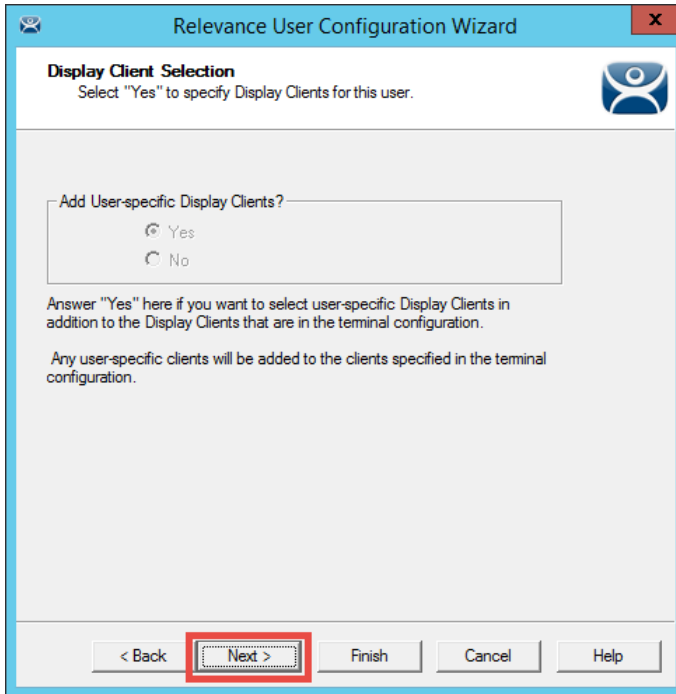 Relevance User Configuration Wizard
x
Display Client Selection
Select "Yes" to specify Display Clients for this user.
Add User-specific Display Clients?
Yes
No
Answer "Yes" here if you want to select user-specific Display Clients in
addition to the Display Clients that are in the terminal configuration.
Any user-specific clients will be added to the clients specified in the terminal
configuration.
< Back Next > Finish Cancel Help